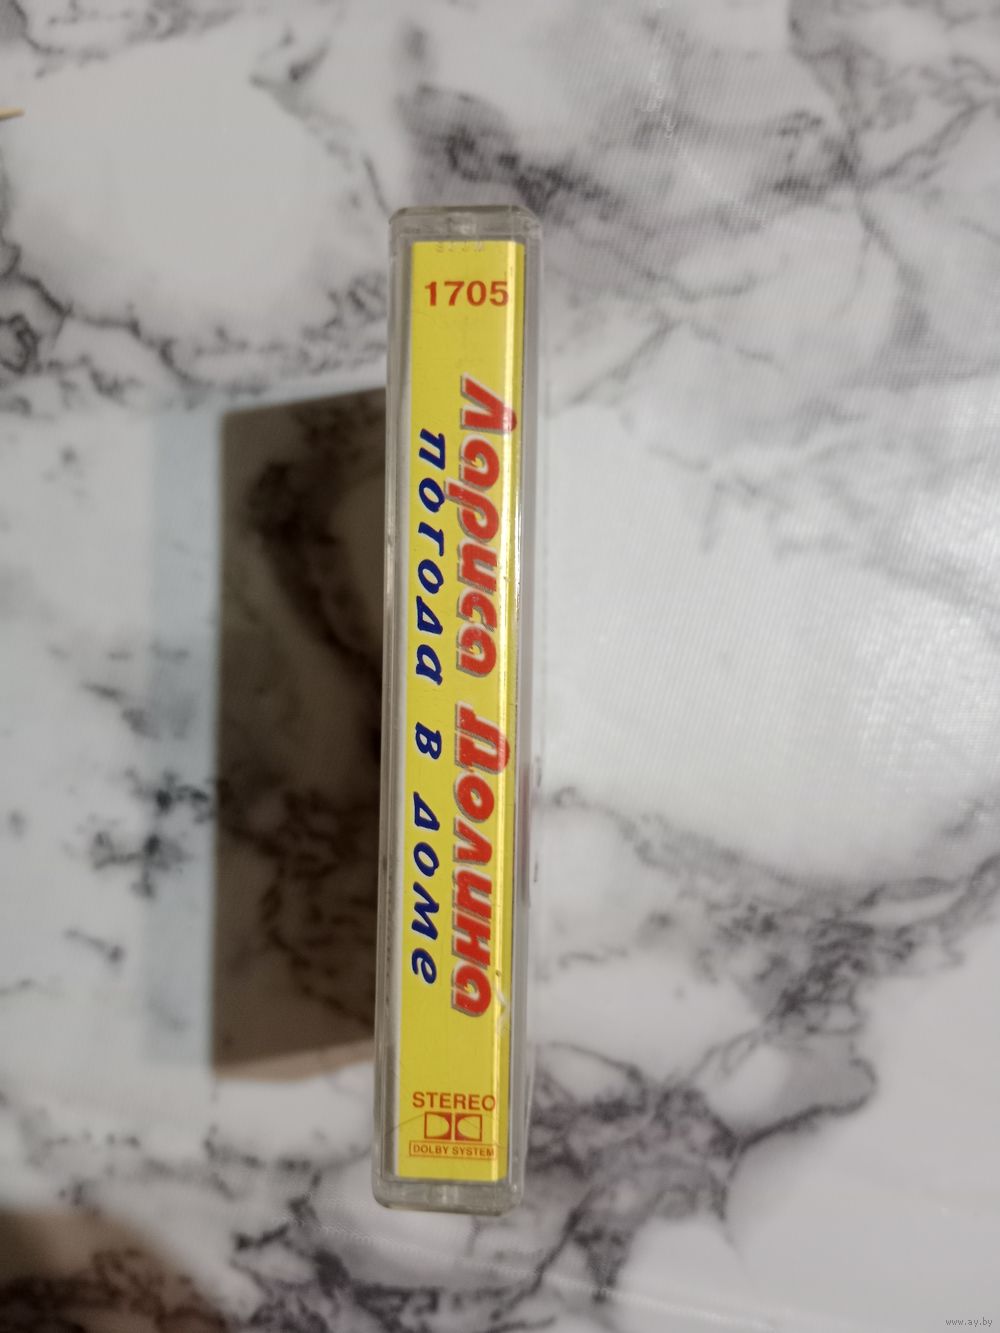 1705
Лариса Долина
погода в доме
STEREO
DOLBY SYSTEM
www.ay.by